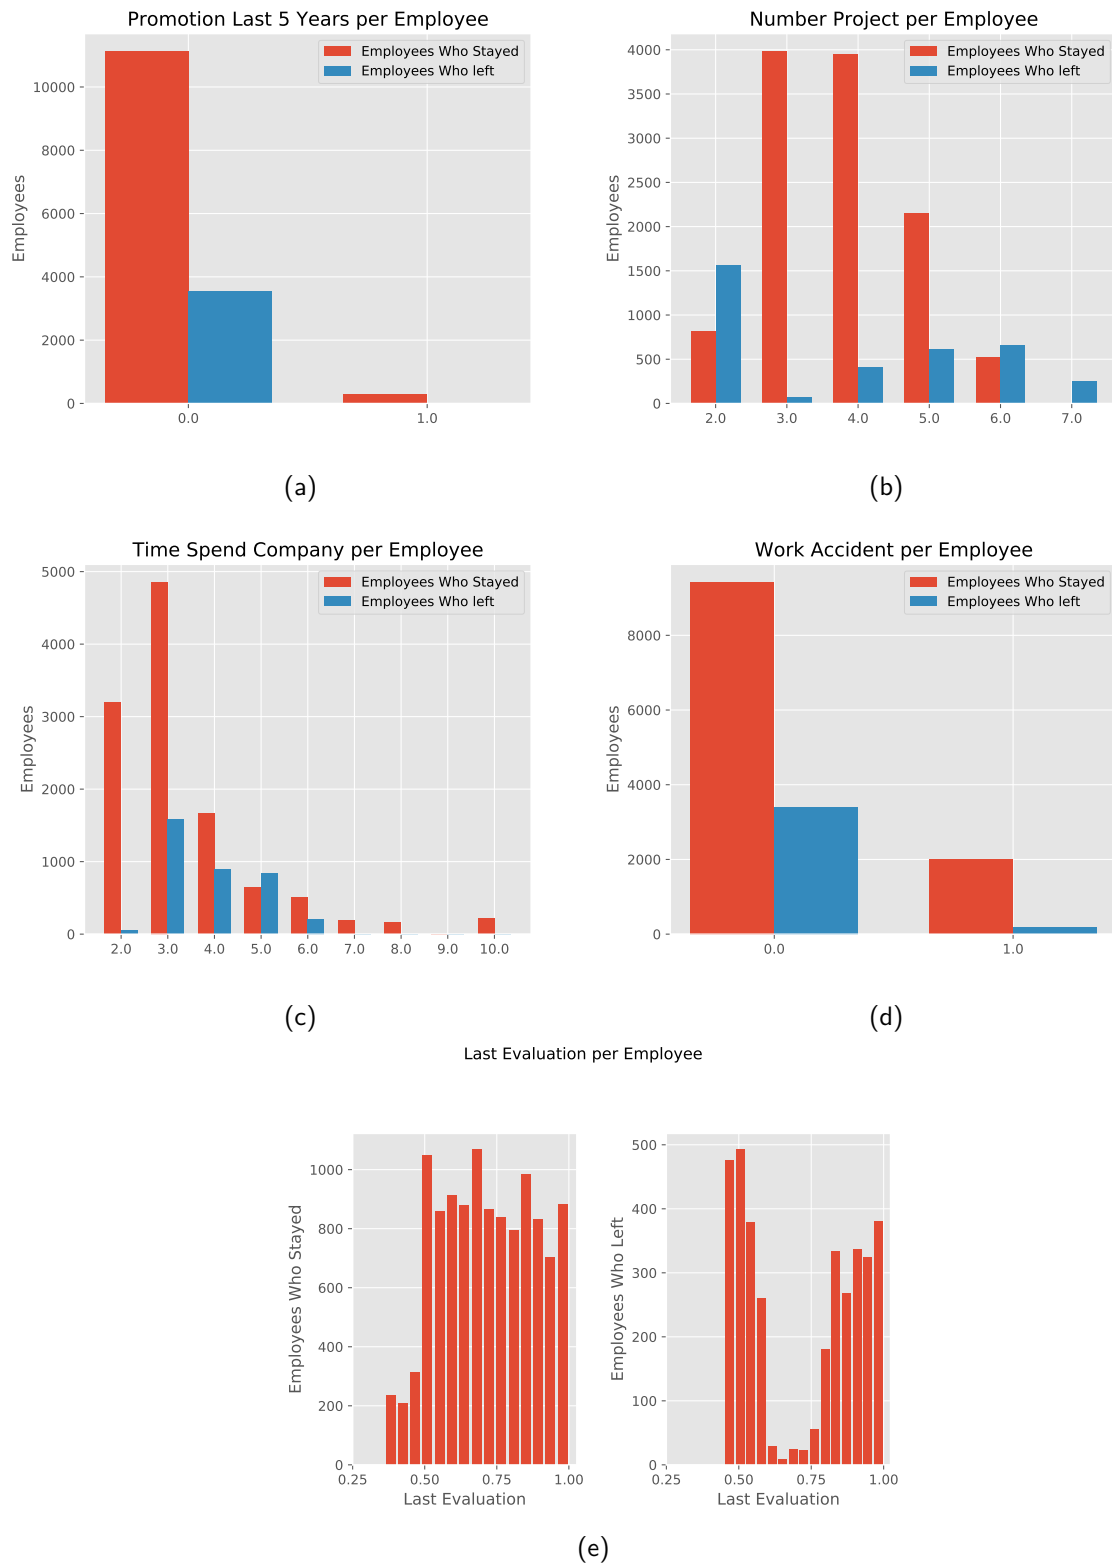 Promotion Last 5 Years per Employee
Employees Who Stayed
Employees Who left
10000
8000
6000
4000
2000
0
Employees
0.0 1.0
(a)
Number Project per Employee
Employees Who Stayed
Employees Who left
4000
3500
3000
2500
2000
1500
1000
500
0
Employees
2.0 3.0 4.0 5.0 6.0 7.0
(b)
Time Spend Company per Employee
Employees Who Stayed
Employees Who left
5000
4000
3000
2000
1000
0
Employees
2.0 3.0 4.0 5.0 6.0 7.0 8.0 9.0 10.0
(c)
Work Accident per Employee
Employees Who Stayed
Employees Who left
8000
6000
4000
2000
0
Employees
0.0 1.0
(d)
Last Evaluation per Employee
1000
800
600
400
200
0
Employees Who Stayed
0.25 0.50 0.75 1.00
Last Evaluation
500
400
300
200
100
0
Employees Who Left
0.25 0.50 0.75 1.00
Last Evaluation
(e)